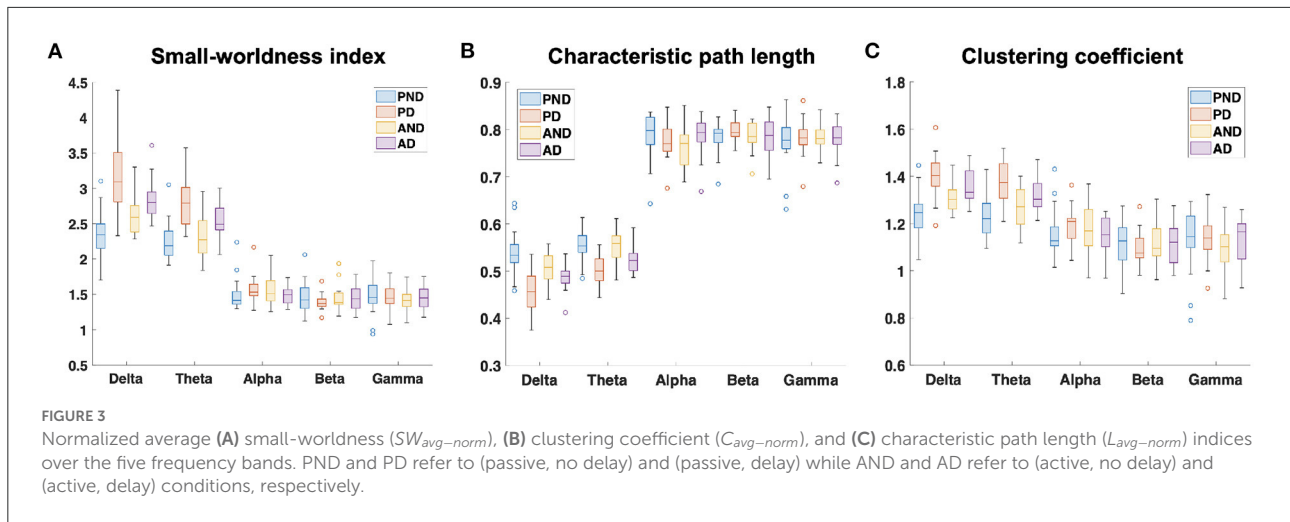 A Small-worldness index
4.5
4
3.5
3
2.5
2
1.5
1
0.5
PND
PD
AND
AD
Delta Theta Alpha Beta Gamma
B Characteristic path length
0.9
0.8
0.7
0.6
0.5
0.4
0.3
PND
PD
AND
AD
Delta Theta Alpha Beta Gamma
C Clustering coefficient
1.8
1.6
1.4
1.2
1
0.8
0.6
PND
PD
AND
AD
Delta Theta Alpha Beta Gamma
FIGURE 3
Normalized average (A) small-worldness (SWavg−norm), (B) clustering coefficient (Cavg−norm), and (C) characteristic path length (Lavg−norm) indices
over the five frequency bands. PND and PD refer to (passive, no delay) and (passive, delay) while AND and AD refer to (active, no delay) and
(active, delay) conditions, respectively.